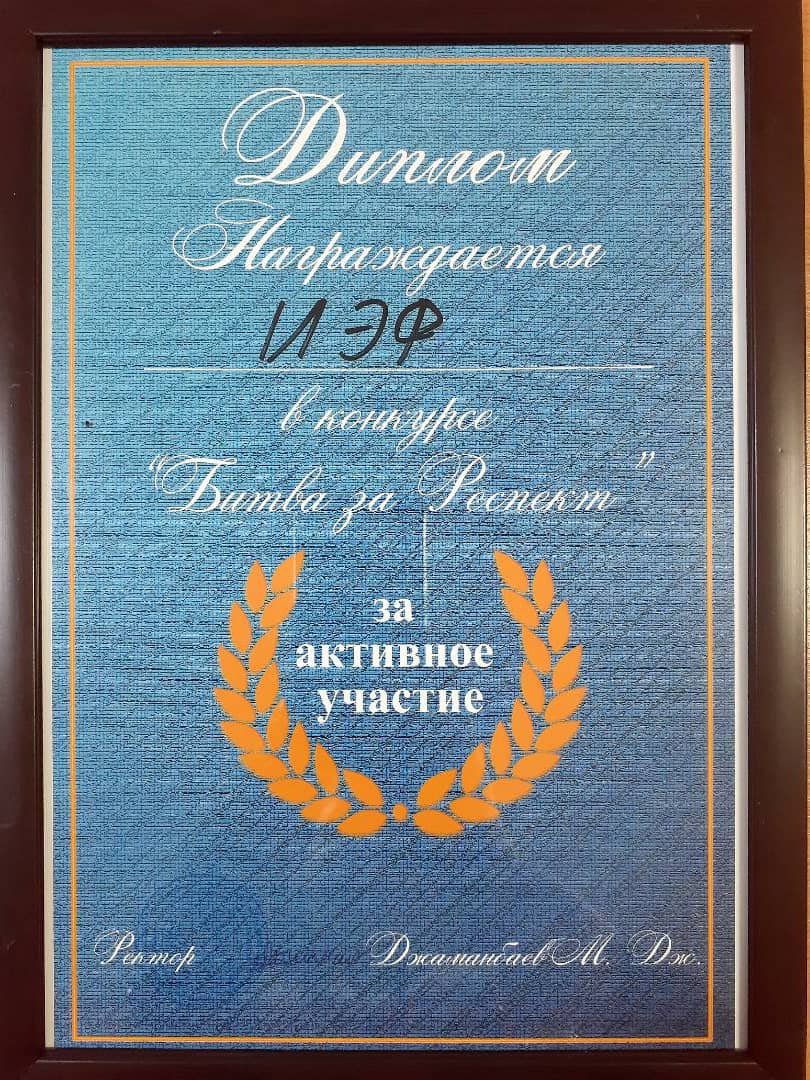 Диплом
Награждается
ИЭФ
в конкурсе
"Битва за Респект"
за
активное
участие
Ректор Джаманбаев М. Дж.